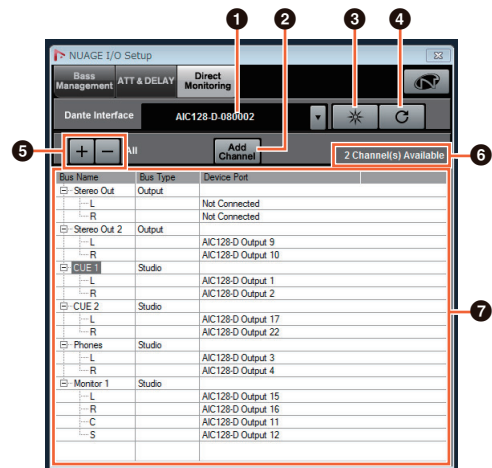 1 2 3 4
NUAGE I/O Setup
Bass Management ATT & DELAY Direct Monitoring
Dante Interface AIC128-D-080002
5 + − All Add Channel 2 Channel(s) Available 6
Bus Name Bus Type Device Port
Stereo Out Output
L Not Connected
R Not Connected
Stereo Out 2 Output
L AIC128-D Output 9
R AIC128-D Output 10
CUE 1 Studio
L AIC128-D Output 1
R AIC128-D Output 2
CUE 2 Studio
L AIC128-D Output 17
R AIC128-D Output 22
7
Phones Studio
L AIC128-D Output 3
R AIC128-D Output 4
Monitor 1 Studio
L AIC128-D Output 15
R AIC128-D Output 16
C AIC128-D Output 11
S AIC128-D Output 12